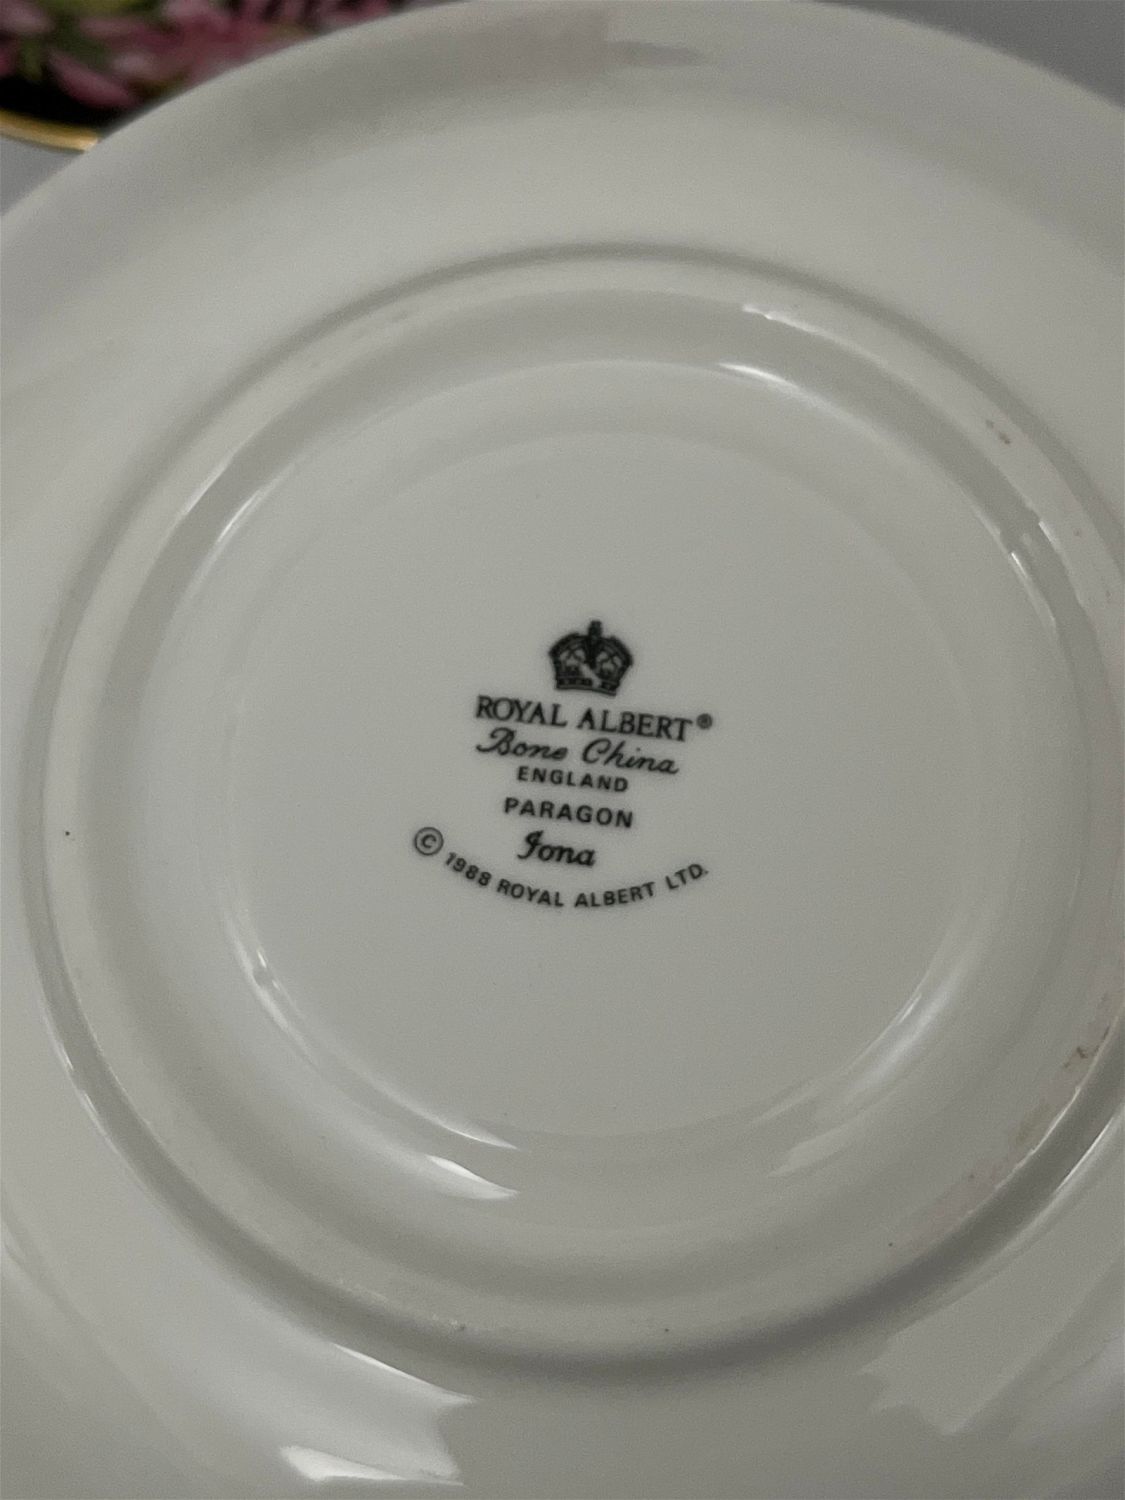 ROYAL ALBERT®
Bone China
ENGLAND
PARAGON
Iona
© 1988 ROYAL ALBERT LTD.